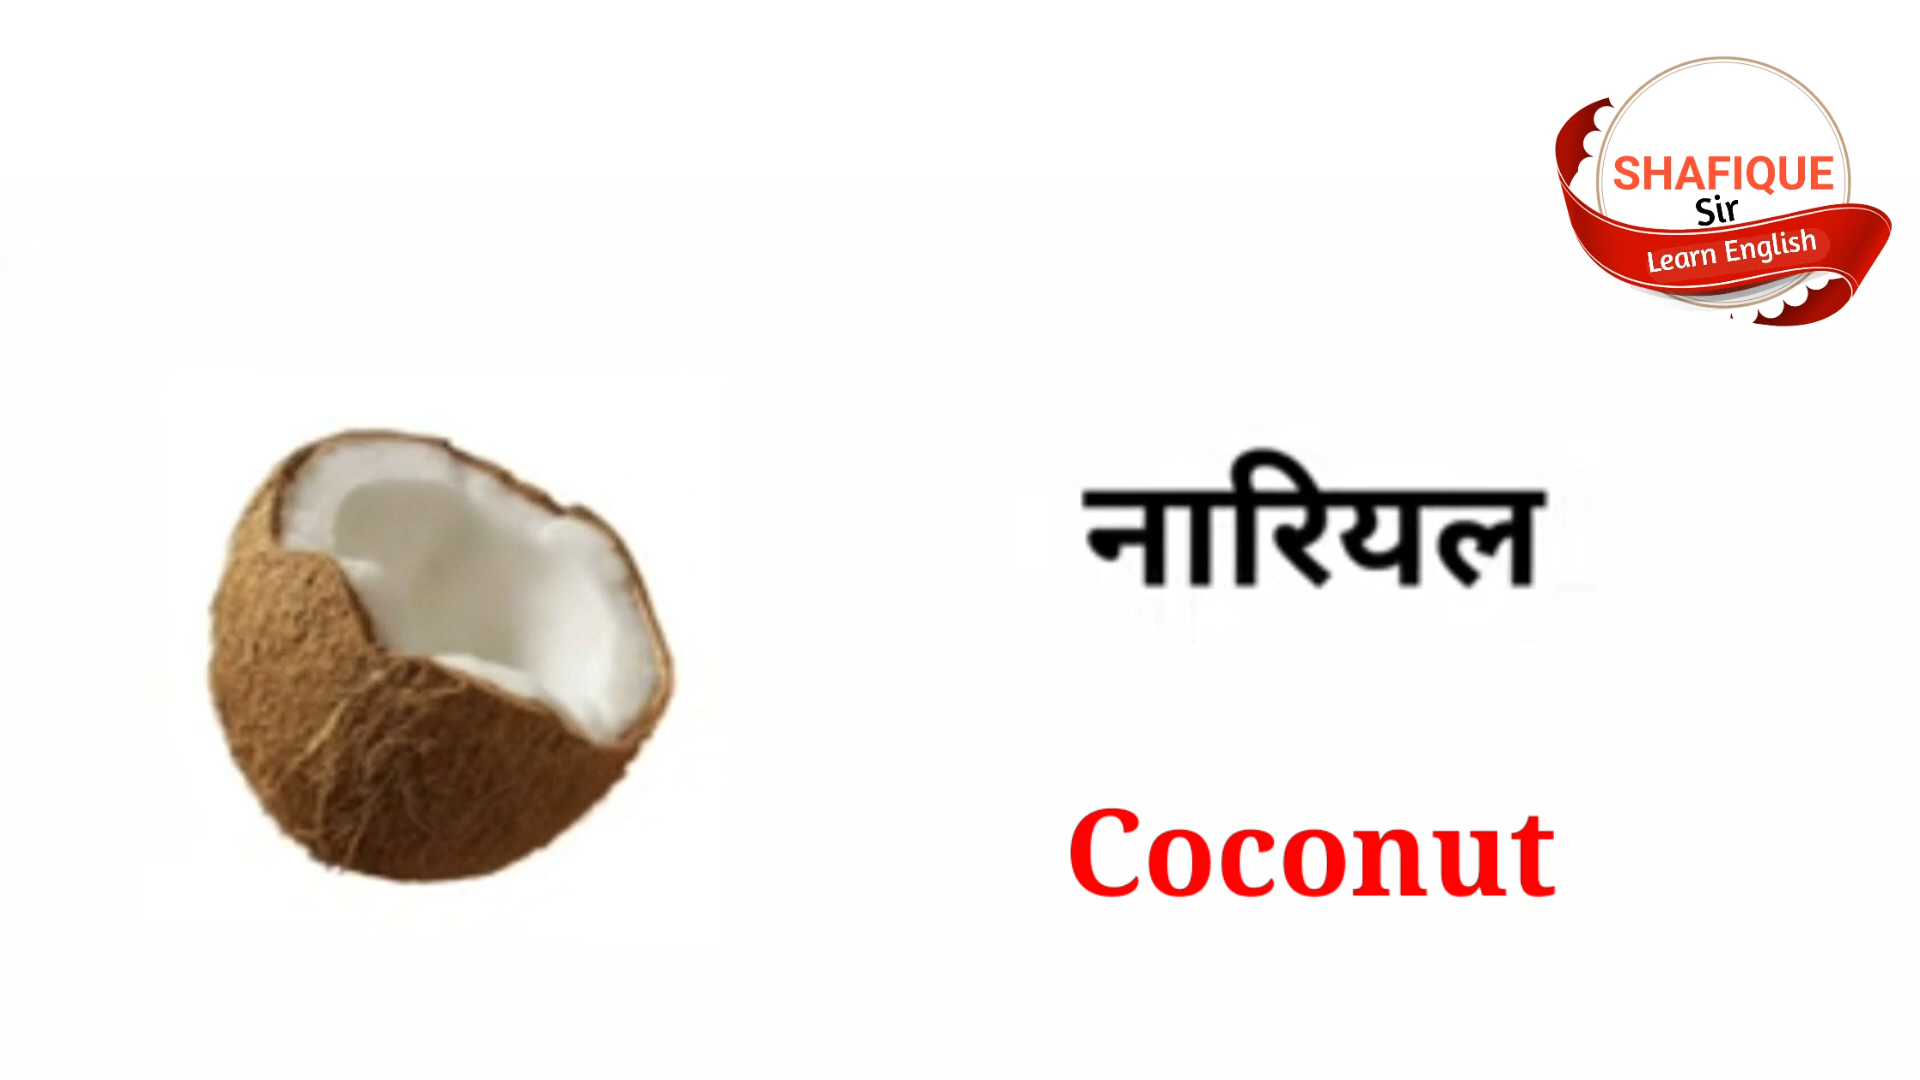 SHAFIQUE
Sir
Learn English
नारियल
Coconut